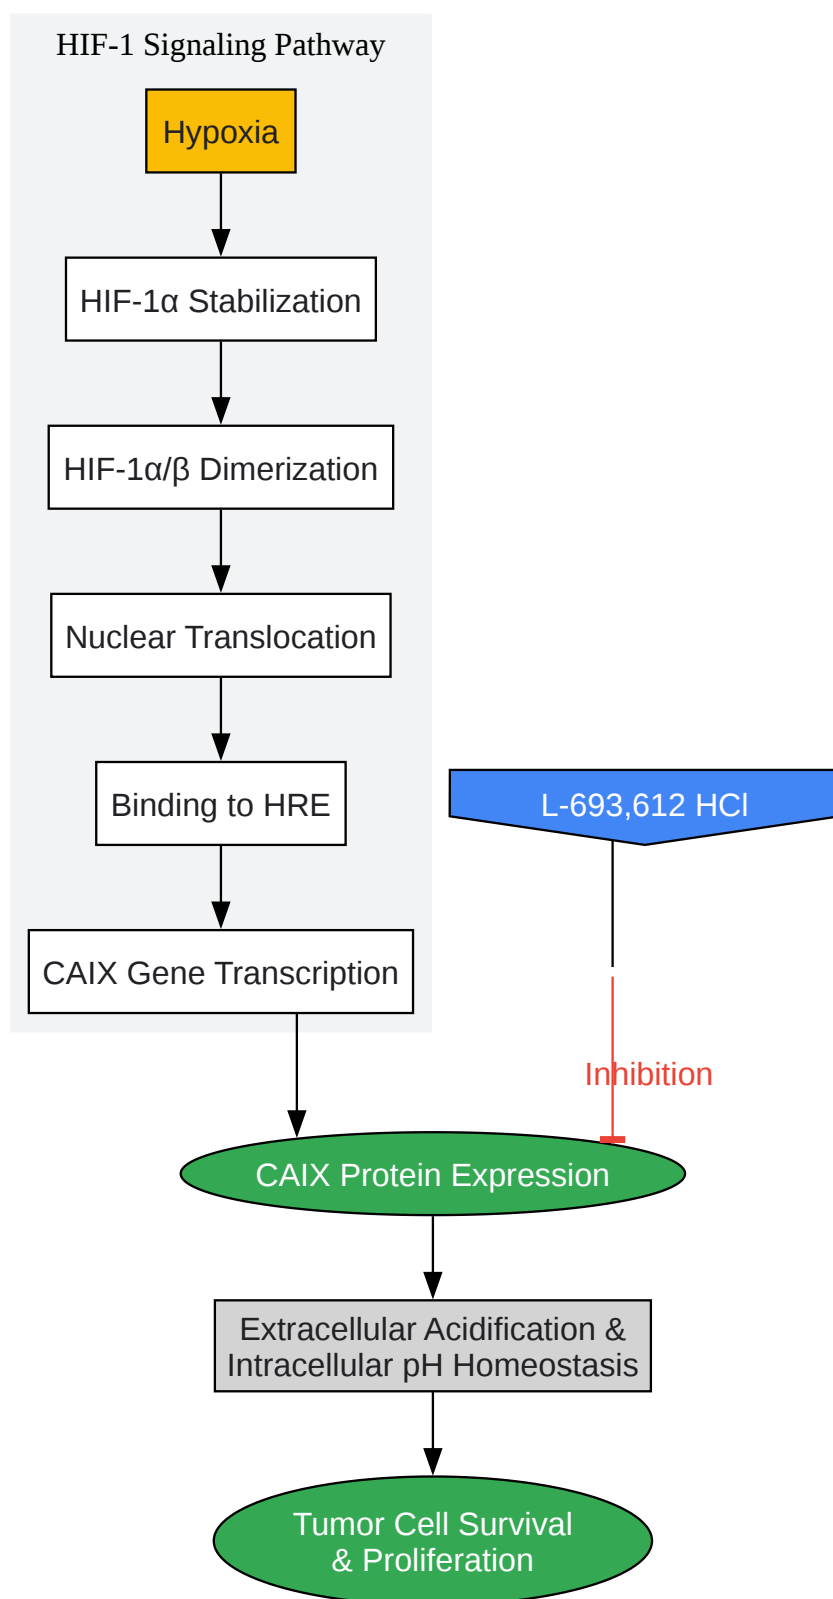 HIF-1 Signaling Pathway
Hypoxia
HIF-1α Stabilization
HIF-1α/β Dimerization
Nuclear Translocation
Binding to HRE
L-693,612 HCl
CAIX Gene Transcription
Inhibition
CAIX Protein Expression
Extracellular Acidification &
Intracellular pH Homeostasis
Tumor Cell Survival
& Proliferation